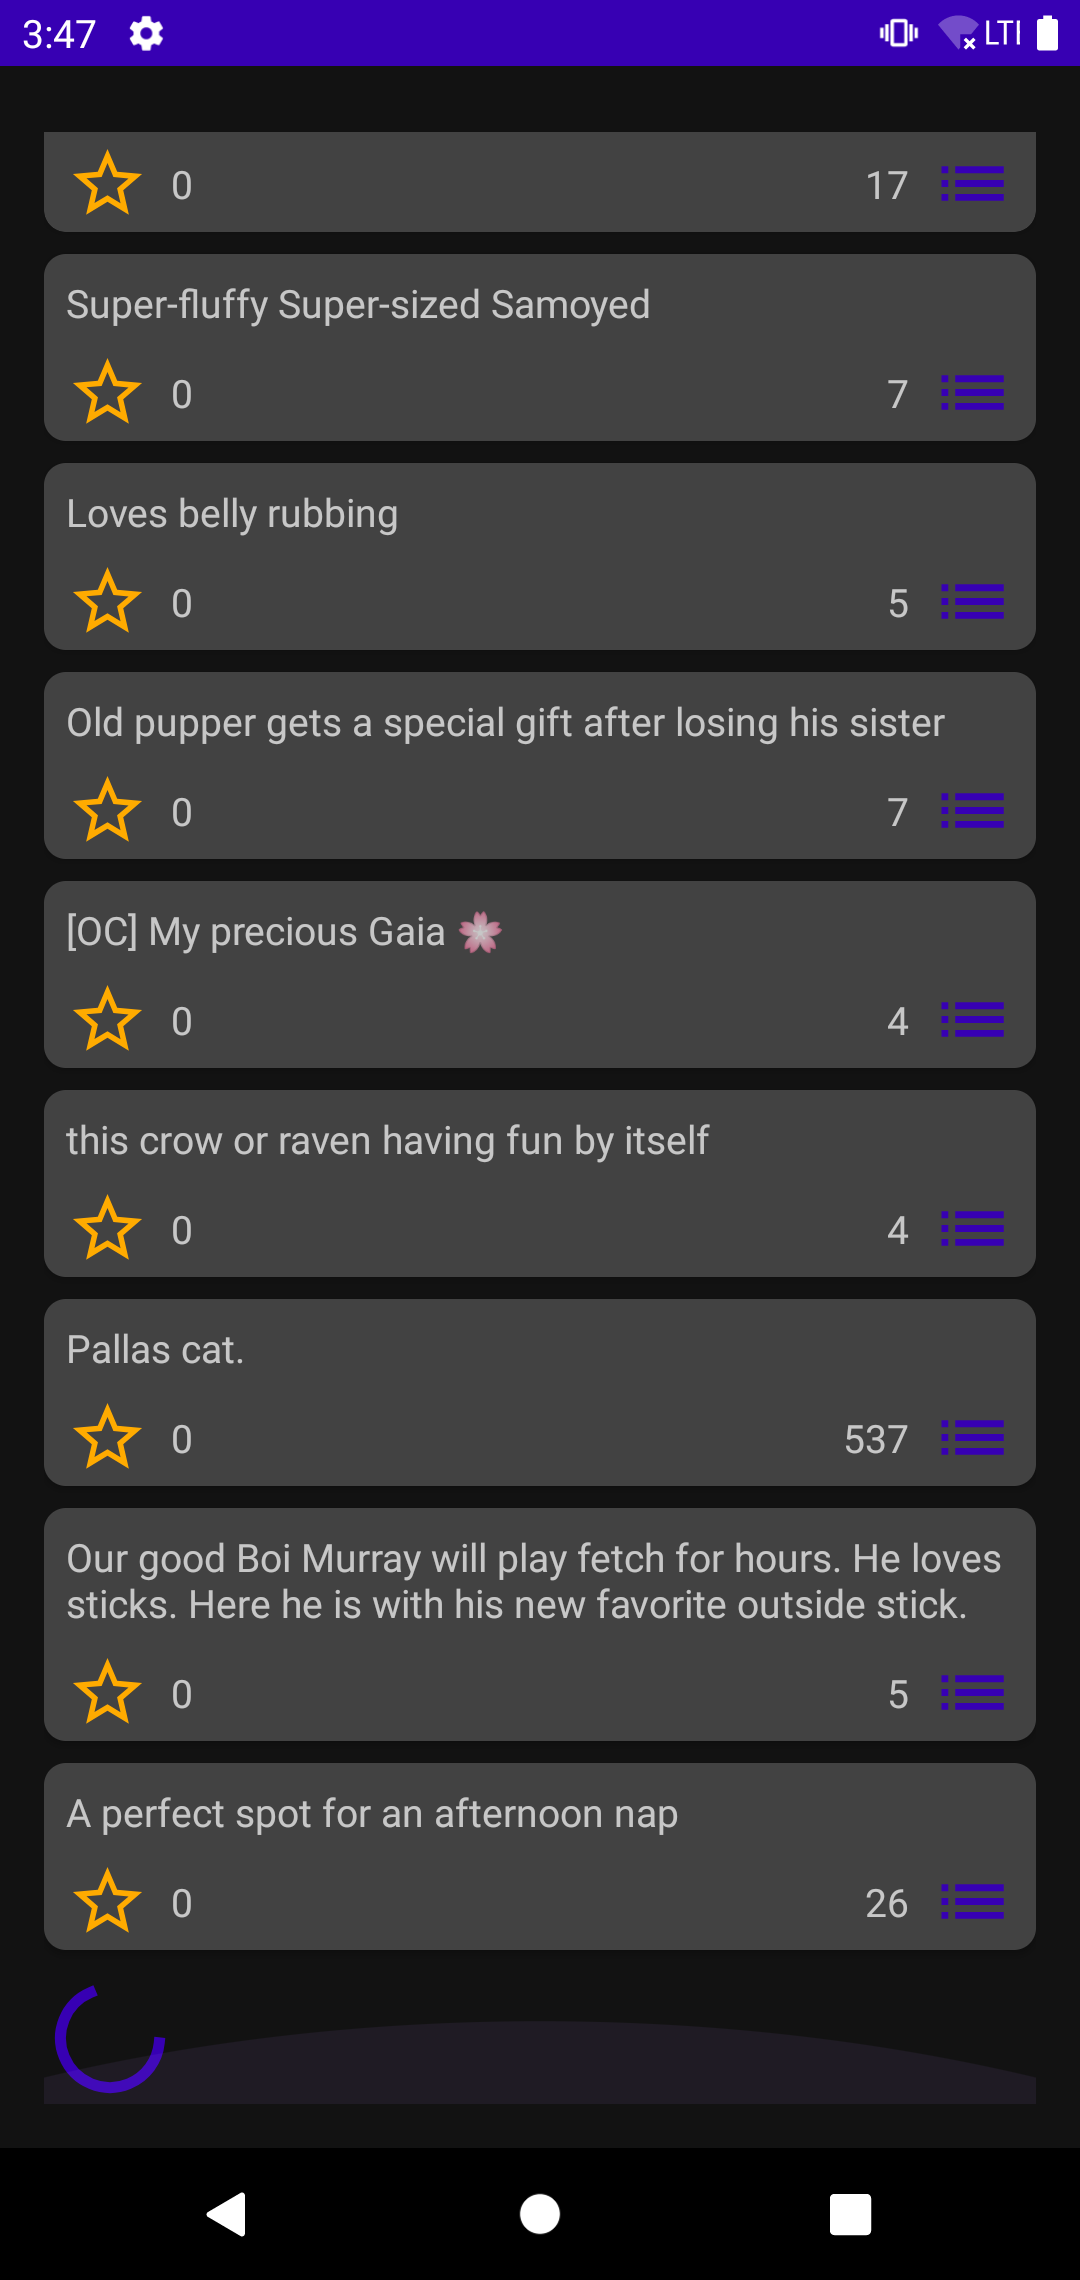 3:47 LTE
0 17
Super-fluffy Super-sized Samoyed
0 7
Loves belly rubbing
0 5
Old pupper gets a special gift after losing his sister
0 7
[OC] My precious Gaia 🌸
0 4
this crow or raven having fun by itself
0 4
Pallas cat.
0 537
Our good Boi Murray will play fetch for hours. He loves
sticks. Here he is with his new favorite outside stick.
0 5
A perfect spot for an afternoon nap
0 26